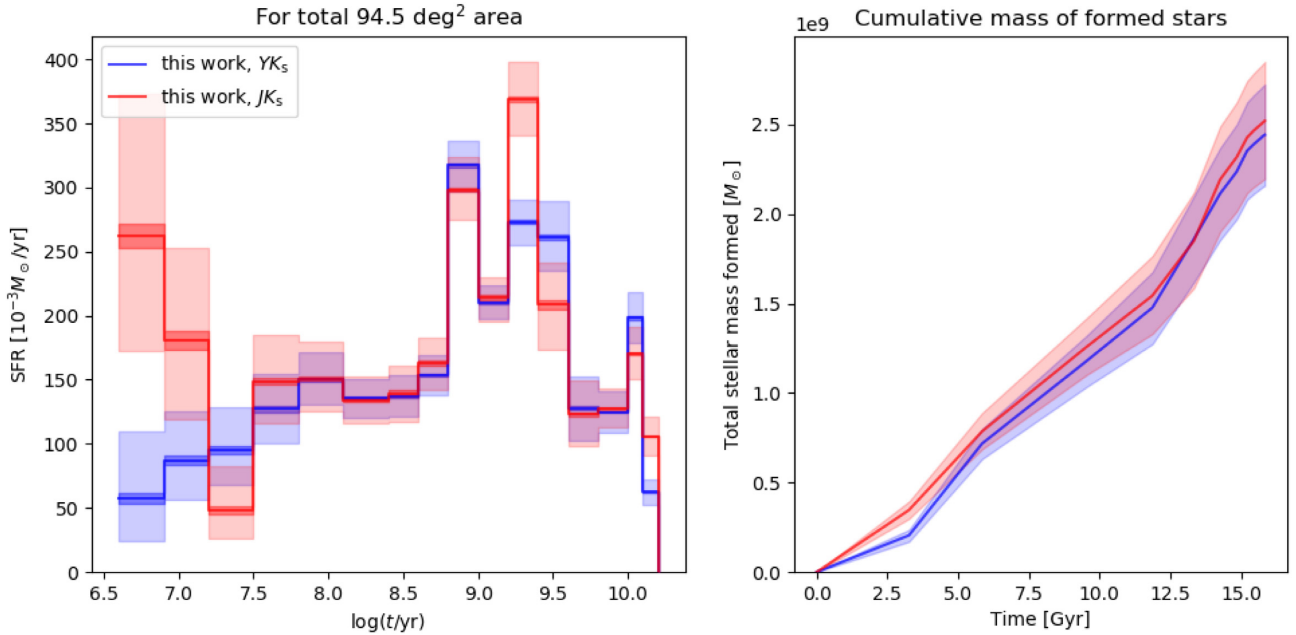 For total 94.5 deg²  area
this work, YKₛ
this work, JKₛ
SFR [10⁻³M⊙/yr]
400
350
300
250
200
150
100
50
0
6.5 7.0 7.5 8.0 8.5 9.0 9.5 10.0
log(t/yr)
Cumulative mass of formed stars
1e9
Total stellar mass formed [M⊙]
2.5
2.0
1.5
1.0
0.5
0.0
0.0 2.5 5.0 7.5 10.0 12.5 15.0
Time [Gyr]